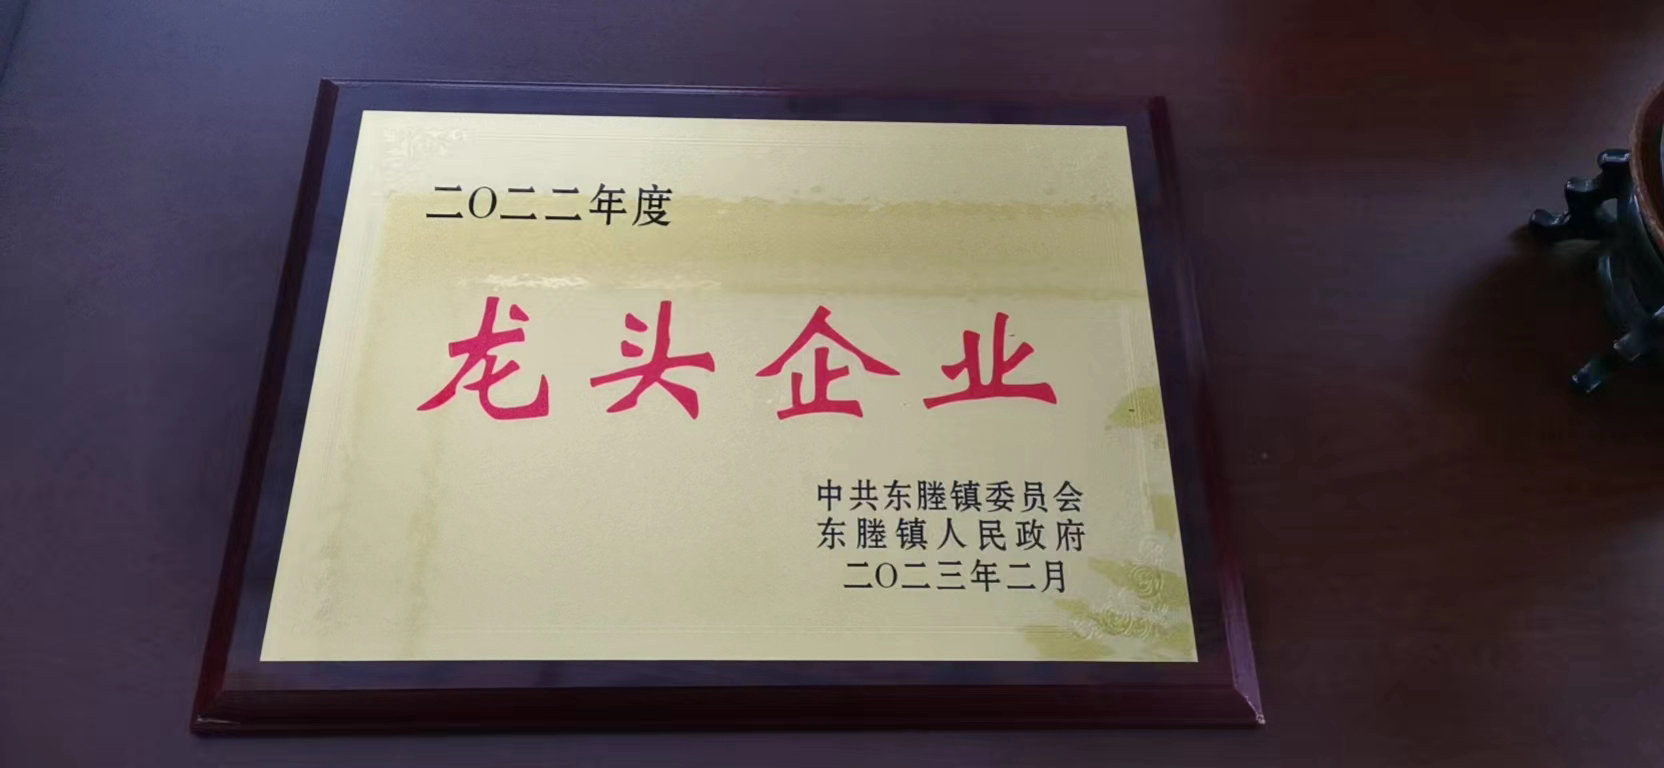 二〇二二年度
龙头企业
中共东塍镇委员会
东塍镇人民政府
二〇二三年二月